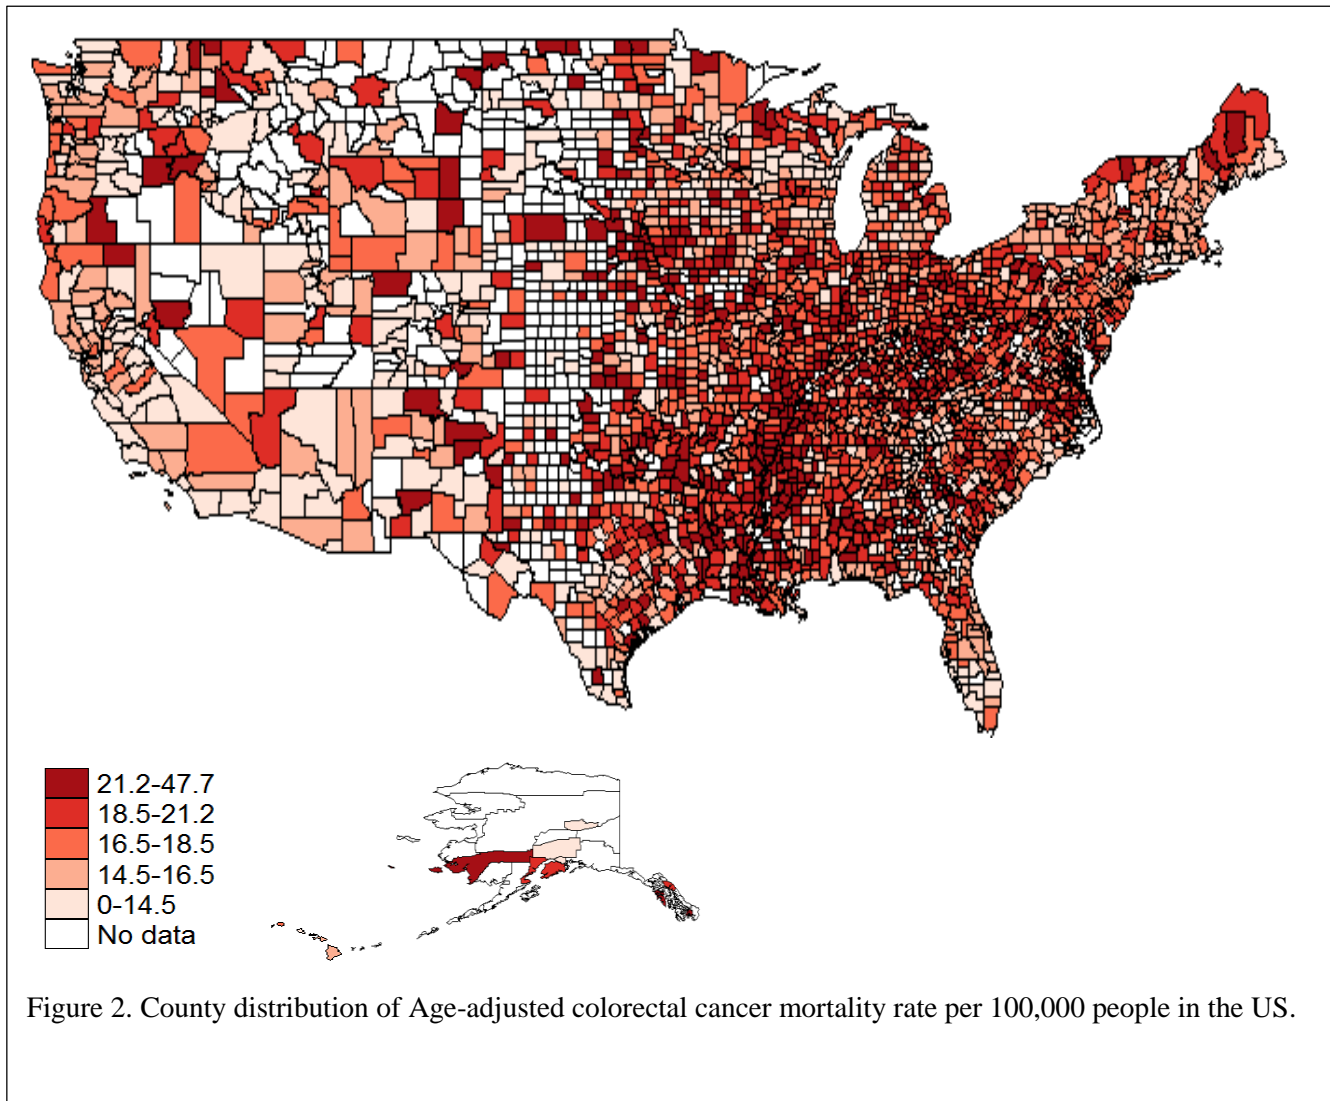 21.2-47.7
18.5-21.2
16.5-18.5
14.5-16.5
0-14.5
No data
Figure 2. County distribution of Age-adjusted colorectal cancer mortality rate per 100,000 people in the US.